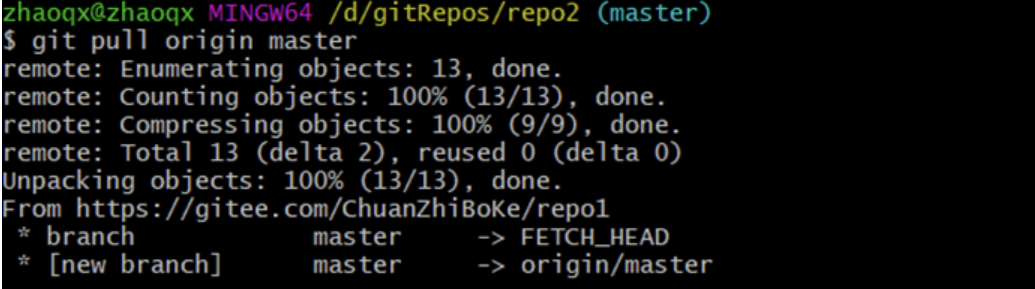 zhaoqx@zhaoqx MINGW64 /d/gitRepos/repo2 (master)
$ git pull origin master
remote: Enumerating objects: 13, done.
remote: Counting objects: 100% (13/13), done.
remote: Compressing objects: 100% (9/9), done.
remote: Total 13 (delta 2), reused 0 (delta 0)
Unpacking objects: 100% (13/13), done.
From https://gitee.com/ChuanZhiBoKe/repo1
 * branch            master     -> FETCH_HEAD
 * [new branch]      master     -> origin/master